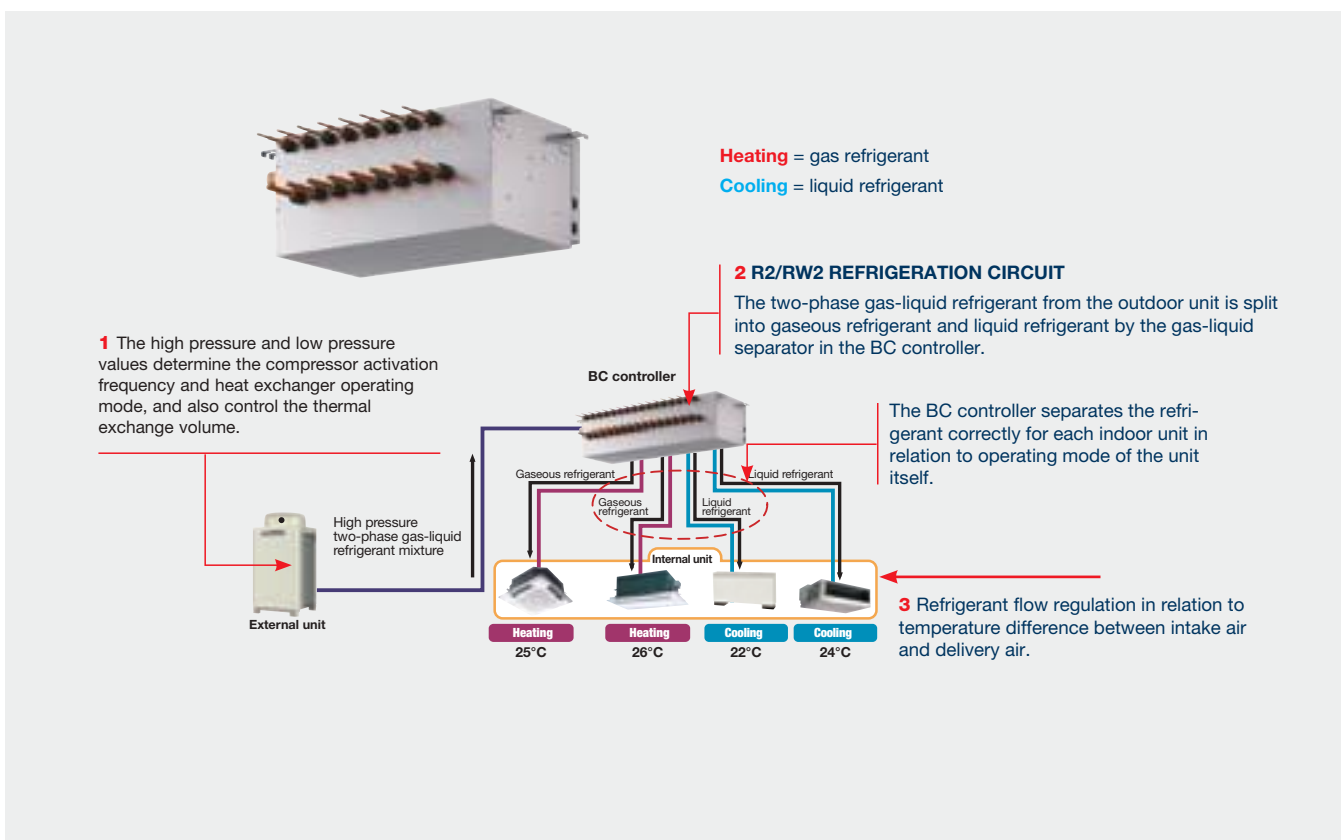 Heating = gas refrigerant
Cooling = liquid refrigerant
2 R2/RW2 REFRIGERATION CIRCUIT
The two-phase gas-liquid refrigerant from the outdoor unit is split
into gaseous refrigerant and liquid refrigerant by the gas-liquid
separator in the BC controller.
1 The high pressure and low pressure
values determine the compressor activation
frequency and heat exchanger operating
mode, and also control the thermal
exchange volume.
BC controller
The BC controller separates the refri-
gerant correctly for each indoor unit in
relation to operating mode of the unit
itself.
Gaseous refrigerant
Liquid refrigerant
Gaseous
refrigerant
Liquid
refrigerant
High pressure
two-phase gas-liquid
refrigerant mixture
Internal unit
External unit
Heating
Heating
Cooling
Cooling
25°C
26°C
22°C
24°C
3 Refrigerant flow regulation in relation to
temperature difference between intake air
and delivery air.